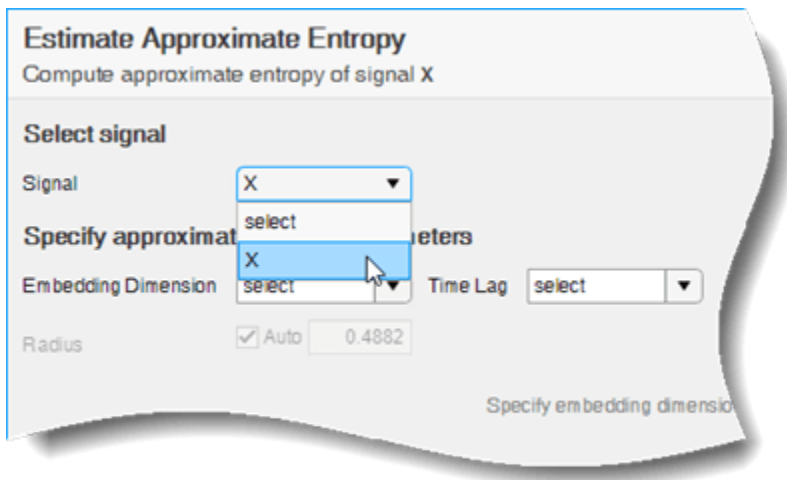 Estimate Approximate Entropy
Compute approximate entropy of signal X
Select signal
Signal X
select
Specify approximat eters
X
Embedding Dimension select Time Lag select
Radius Auto 0.4882
Specify embedding dimensio